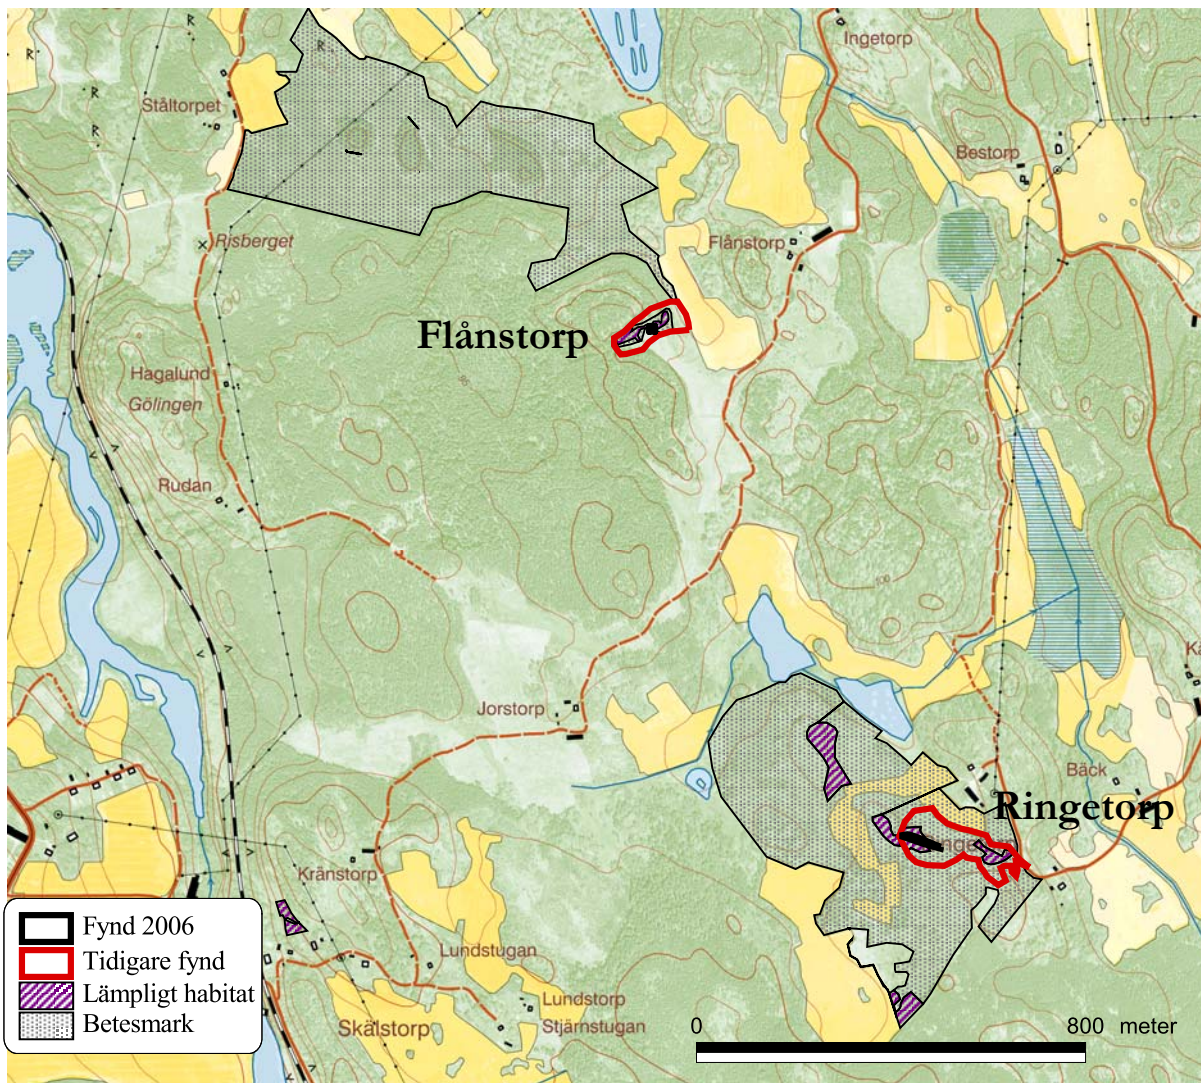 Ingetorp
R
R
R
Ståltorpet
R
Bestorp
Risberget
Flånstorp
Flånstorp
Hagalund
Gölingen
Rudan
Jorstorp
Bäck
Ringetorp
Kränstorp
Lundstugan
Lundstorp
Stjärnstugan
Skälstorp
Fynd 2006
Tidigare fynd
Lämpligt habitat
Betesmark
0 800 meter